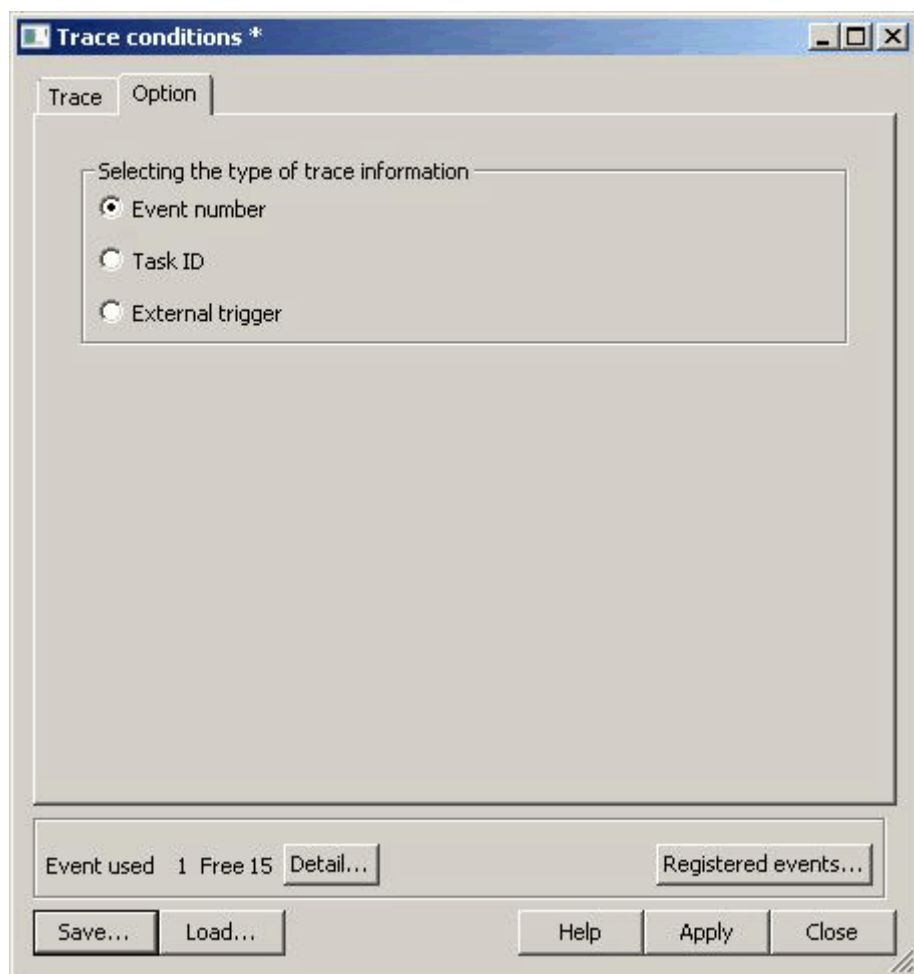 Trace conditions *
Trace Option
Selecting the type of trace information
Event number
Task ID
External trigger
Event used 1 Free 15 Detail... Registered events...
Save... Load... Help Apply Close